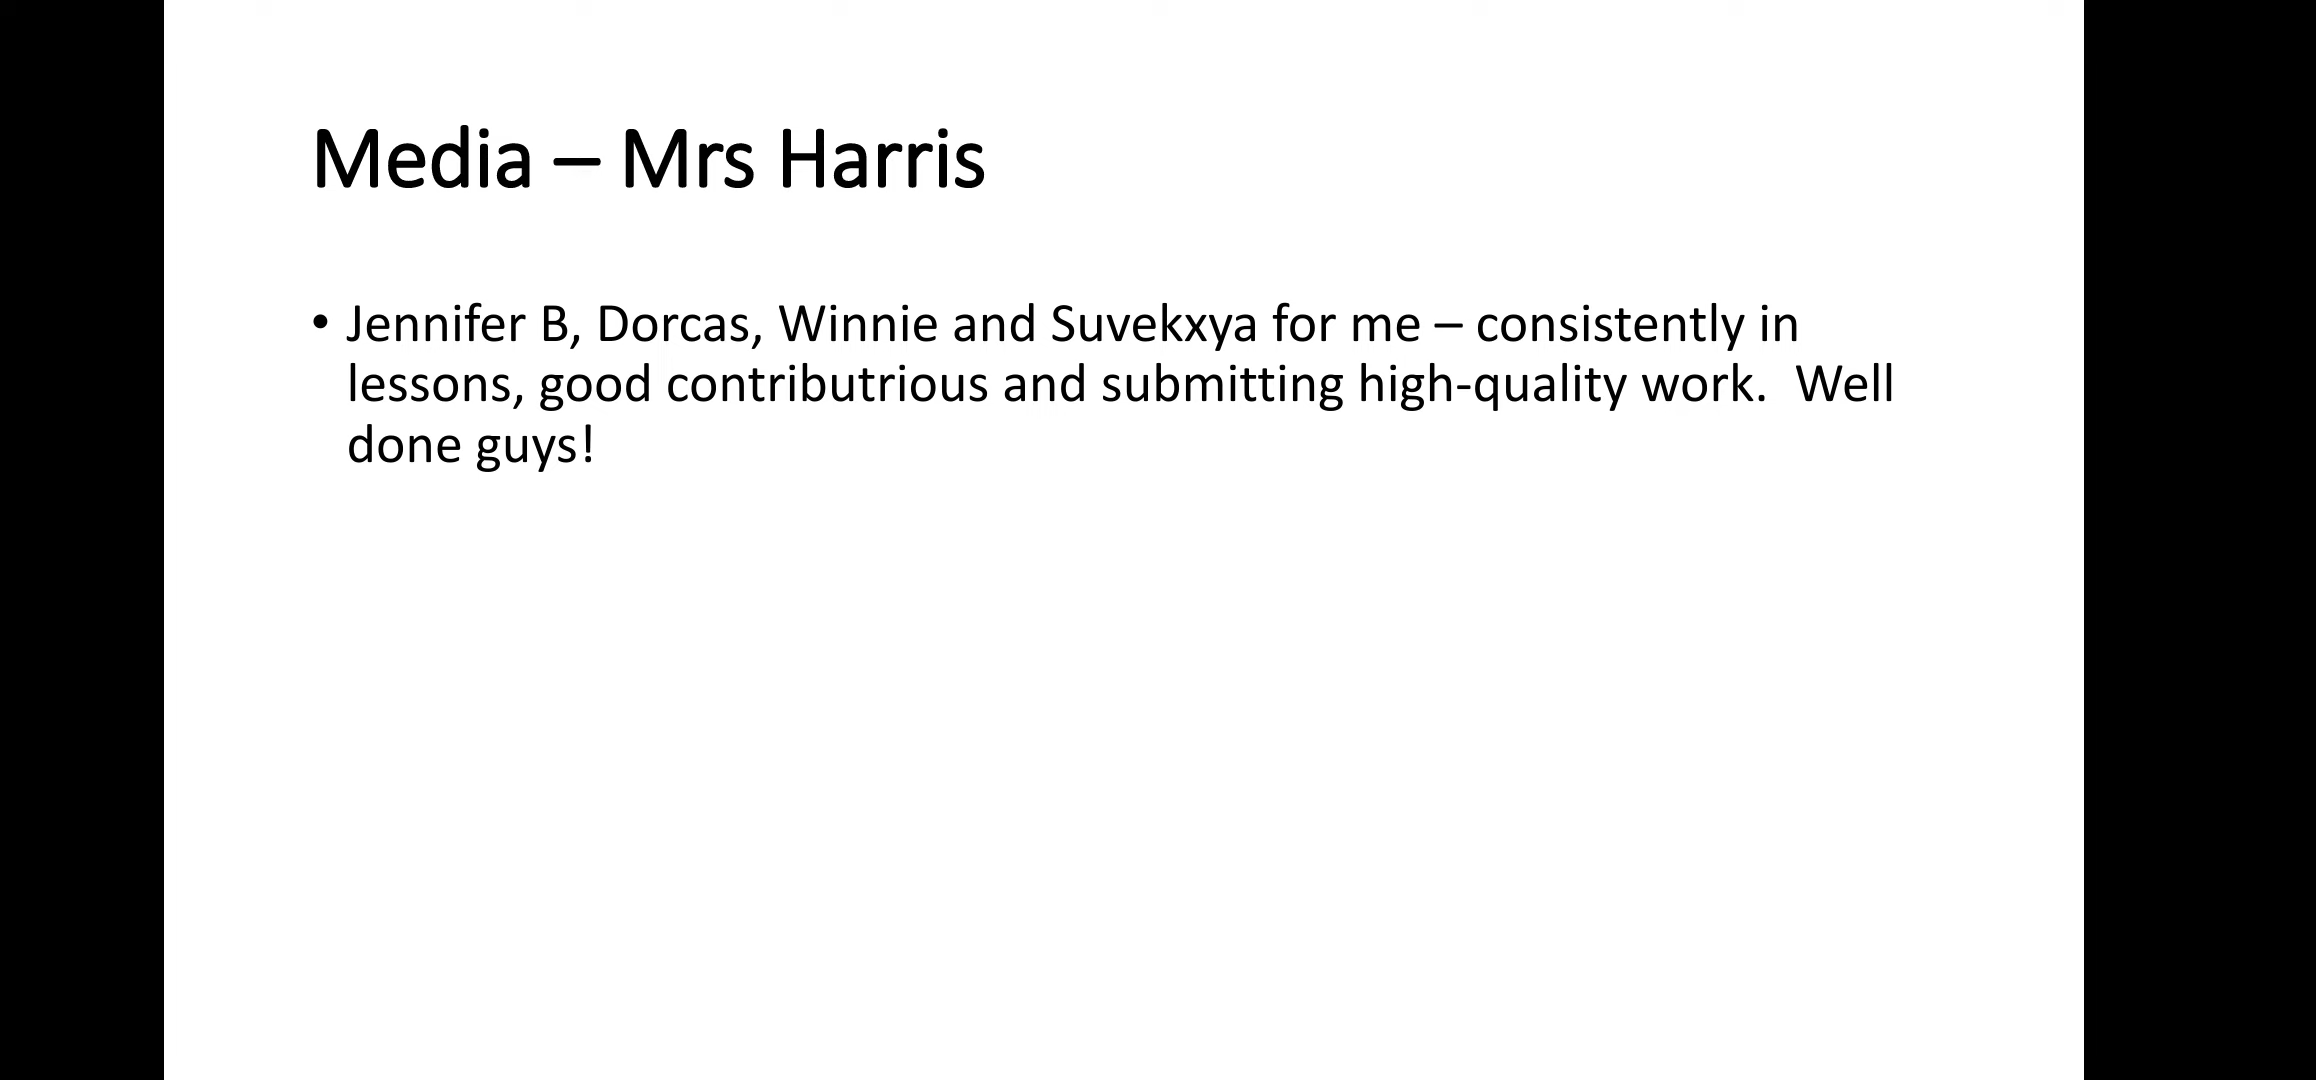 Media – Mrs Harris
• Jennifer B, Dorcas, Winnie and Suvekxya for me – consistently in
lessons, good contributrious and submitting high-quality work.  Well
done guys!